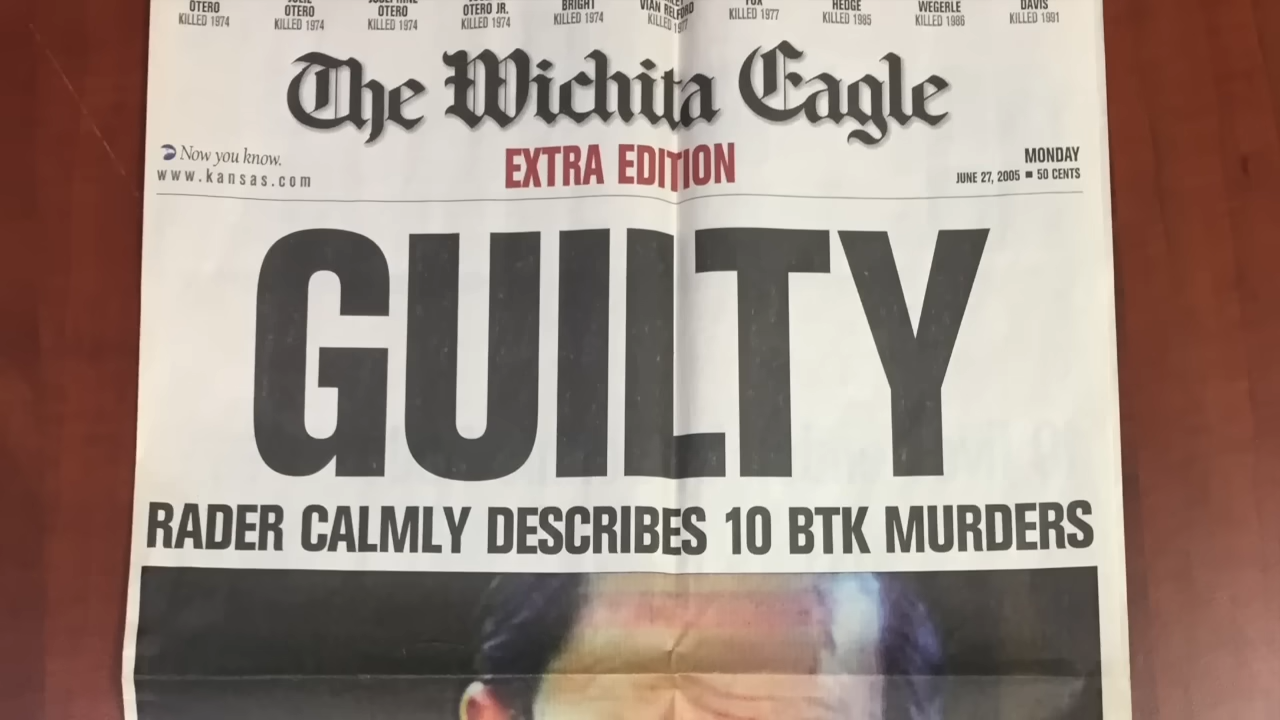 OTERO JULIE OTERO JOSEPHINE OTERO OTERO JR. BRIGHT VIAN RELFORD FOX HEDGE WEGERLE DAVIS
KILLED 1974 KILLED 1974 KILLED 1974 KILLED 1974 KILLED 1974 KILLED 1977 KILLED 1977 KILLED 1985 KILLED 1986 KILLED 1991
The Wichita Eagle
Now you know.
www.kansas.com
EXTRA EDITION
MONDAY
JUNE 27, 2005 ■ 50 CENTS
GUILTY
RADER CALMLY DESCRIBES 10 BTK MURDERS